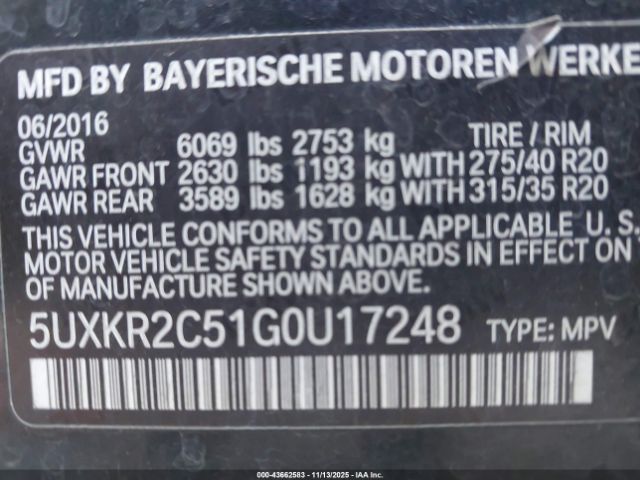 MFD BY BAYERISCHE MOTOREN WERKE
06/2016
GVWR 6069 lbs 2753 kg TIRE / RIM
GAWR FRONT 2630 lbs 1193 kg WITH 275/40 R20
GAWR REAR 3589 lbs 1628 kg WITH 315/35 R20
THIS VEHICLE CONFORMS TO ALL APPLICABLE U. S.
MOTOR VEHICLE SAFETY STANDARDS IN EFFECT ON
OF MANUFACTURE SHOWN ABOVE.
5UXKR2C51G0U17248 TYPE: MPV
000-43662583 - 11/13/2025 - IAA, Inc.